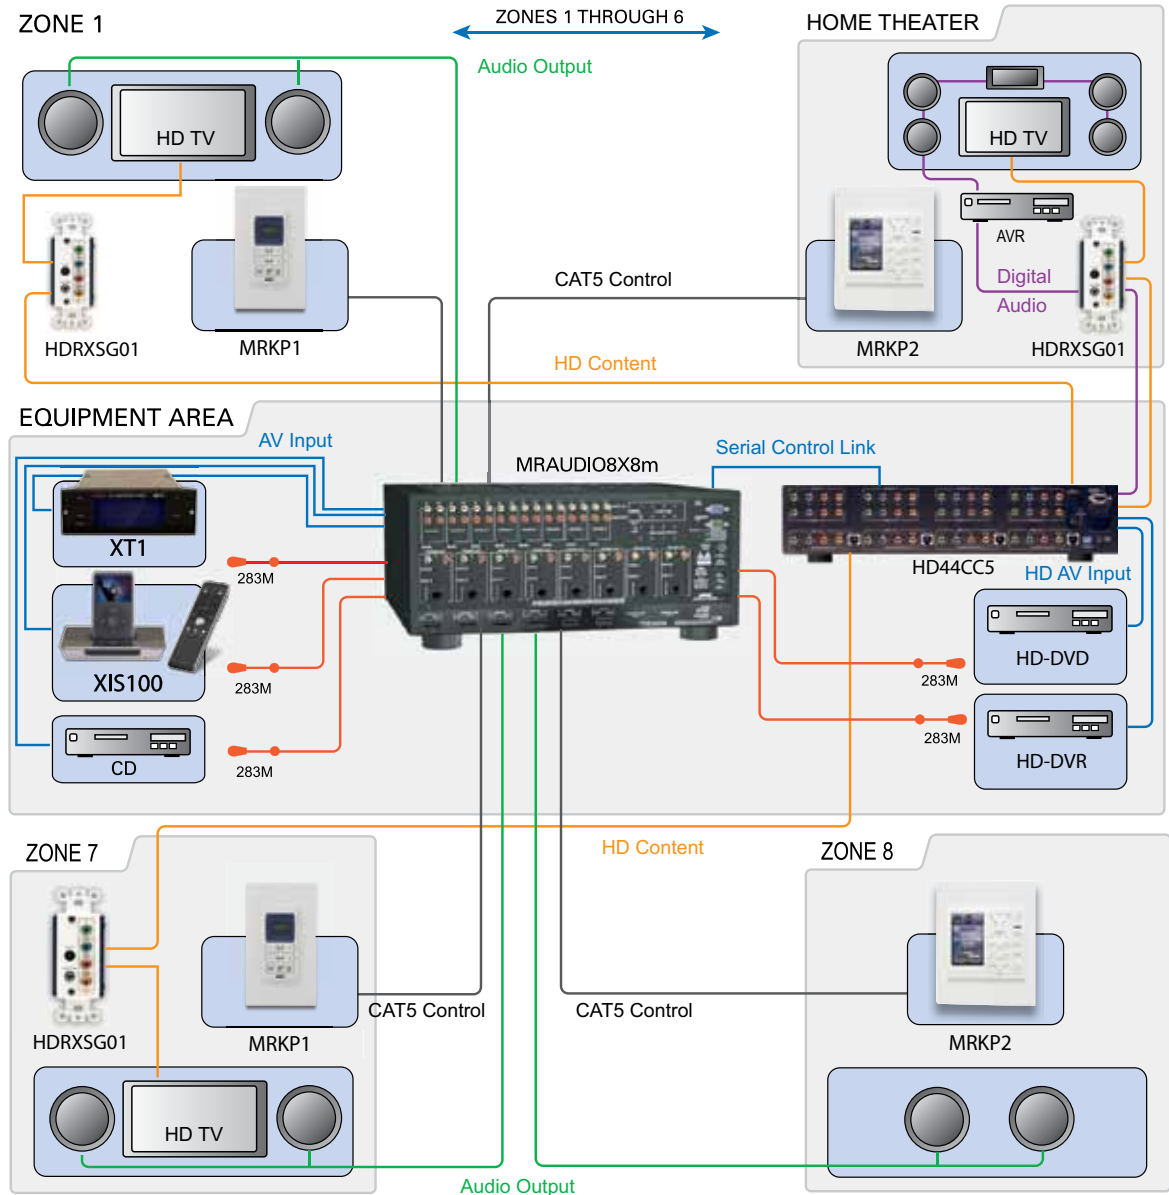 ZONE 1
ZONES 1 THROUGH 6
HOME THEATER
Audio Output
HD TV
HD TV
AVR
CAT5 Control
Digital
Audio
HDRXSG01
MRKP1
MRKP2
HDRXSG01
HD Content
EQUIPMENT AREA
AV Input
MRAUDIO8X8m
Serial Control Link
XT1
283M
HD44CC5
HD AV Input
XIS100
283M
HD-DVD
283M
CD
283M
283M
HD-DVR
ZONE 7
HD Content
ZONE 8
CAT5 Control
CAT5 Control
HDRXSG01
MRKP1
MRKP2
HD TV
Audio Output